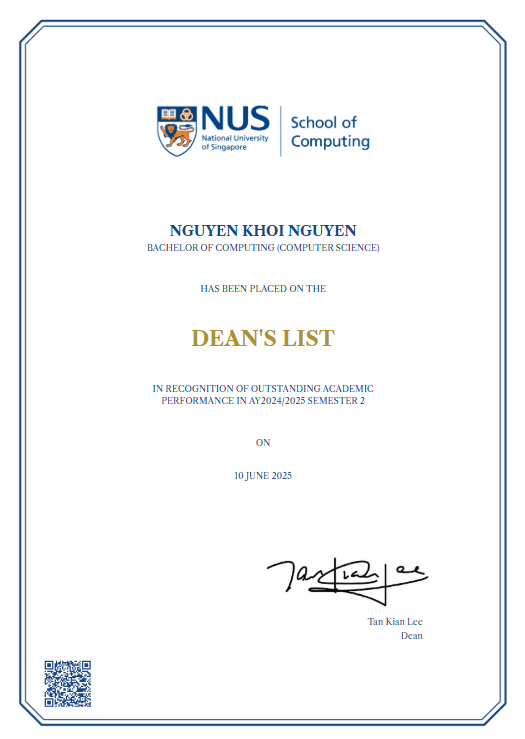 NUS
National University
of Singapore
School of
Computing
NGUYEN KHOI NGUYEN
BACHELOR OF COMPUTING (COMPUTER SCIENCE)
HAS BEEN PLACED ON THE
DEAN'S LIST
IN RECOGNITION OF OUTSTANDING ACADEMIC
PERFORMANCE IN AY2024/2025 SEMESTER 2
ON
10 JUNE 2025
Tan Kian Lee
Tan Kian Lee
Dean